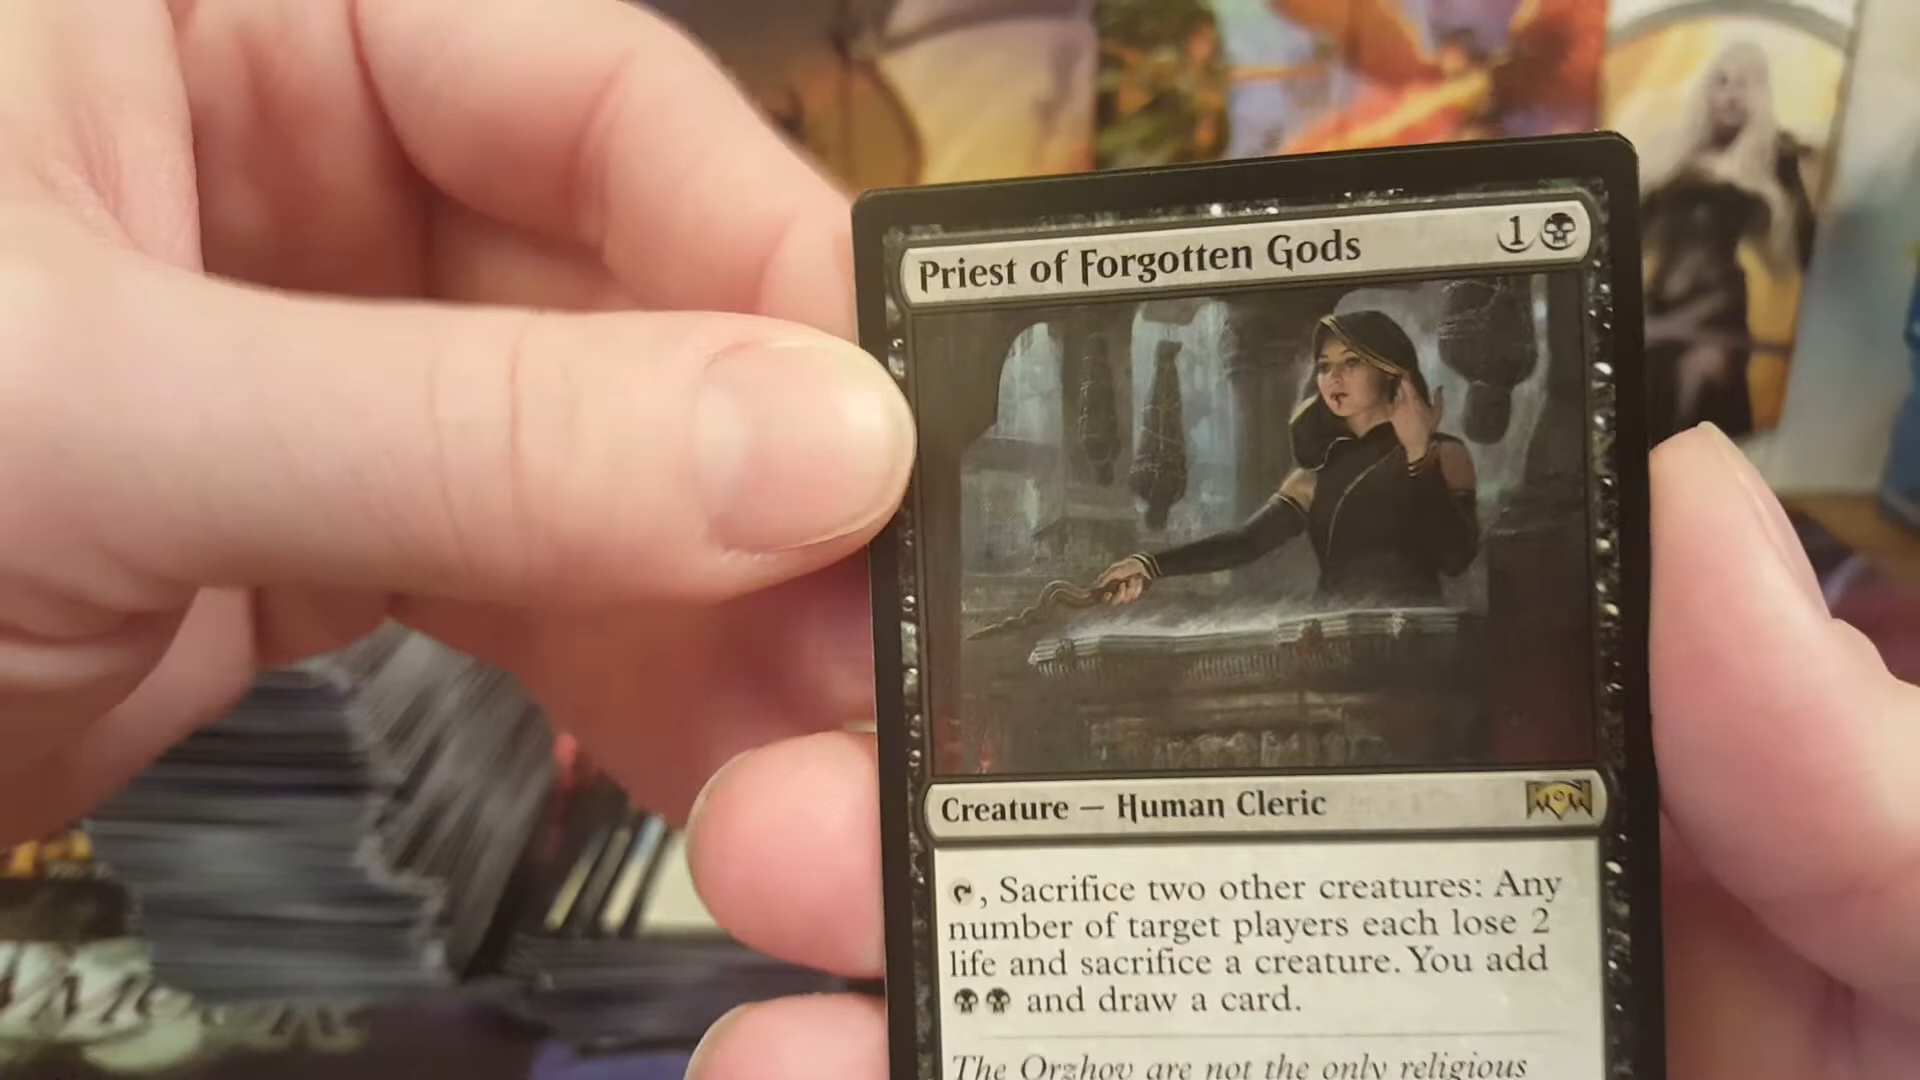 Priest of Forgotten Gods 1
Creature — Human Cleric
, Sacrifice two other creatures: Any
number of target players each lose 2
life and sacrifice a creature. You add
and draw a card.
The Orzhov are not the only religious